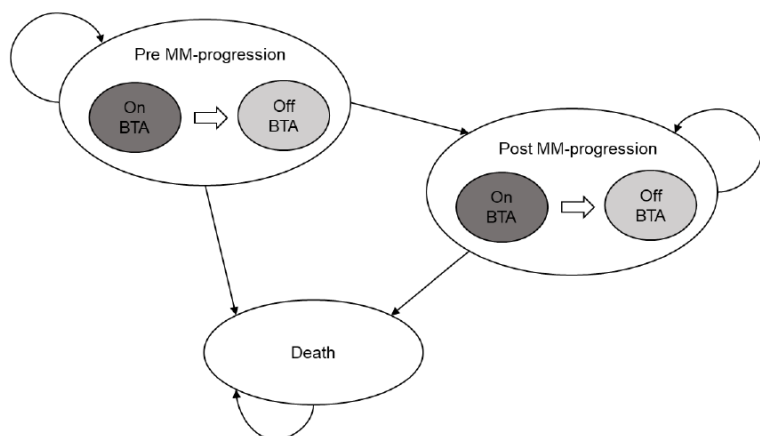 Pre MM-progression
On
BTA
Off
BTA
Post MM-progression
On
BTA
Off
BTA
Death